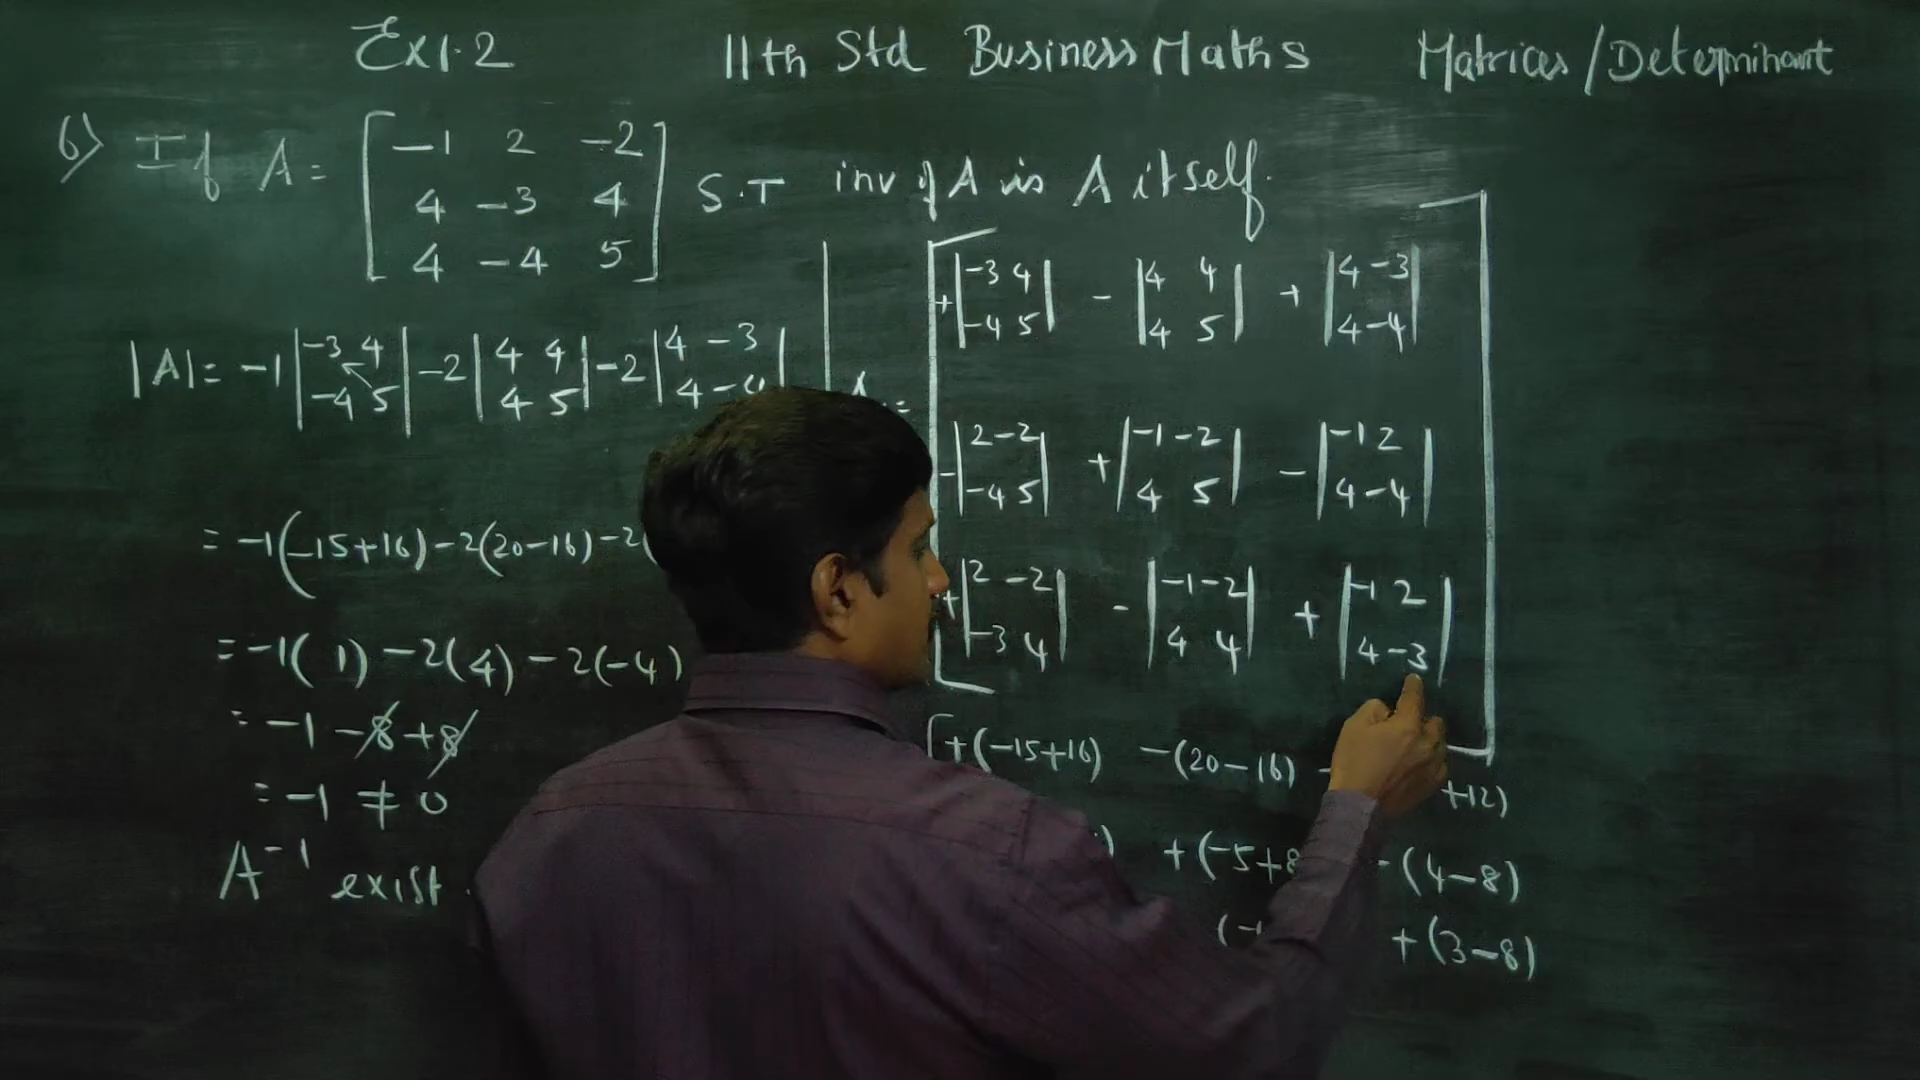 Ex 1.2 11th Std Business Maths Matrices/Determinant
6) If A = [ -1 2 -2
4 -3 4
4 -4 5 ] S.T inv of A is A itself.
|A| = -1 |-3 4 -2 |4 4 -2 |4 -3
-4 5| 4 5| 4 -4|
= -1(-15+16) -2(20-16) -2(
= -1( 1) -2(4) -2(-4)
= -1 -8 +8
= -1 ≠ 0
A⁻¹ exist.
+ |-3 4 - |4 4 + |4 -3
-4 5| 4 5| 4 -4|
- |2 -2 + |-1 -2 - |-1 2
-4 5| 4 5| 4 -4|
+ |2 -2 - |-1 -2 + |-1 2
-3 4| 4 4| 4 -3|
+(-15+16) -(20-16) +12)
+(-5+8 -(4-8)
+(3-8)